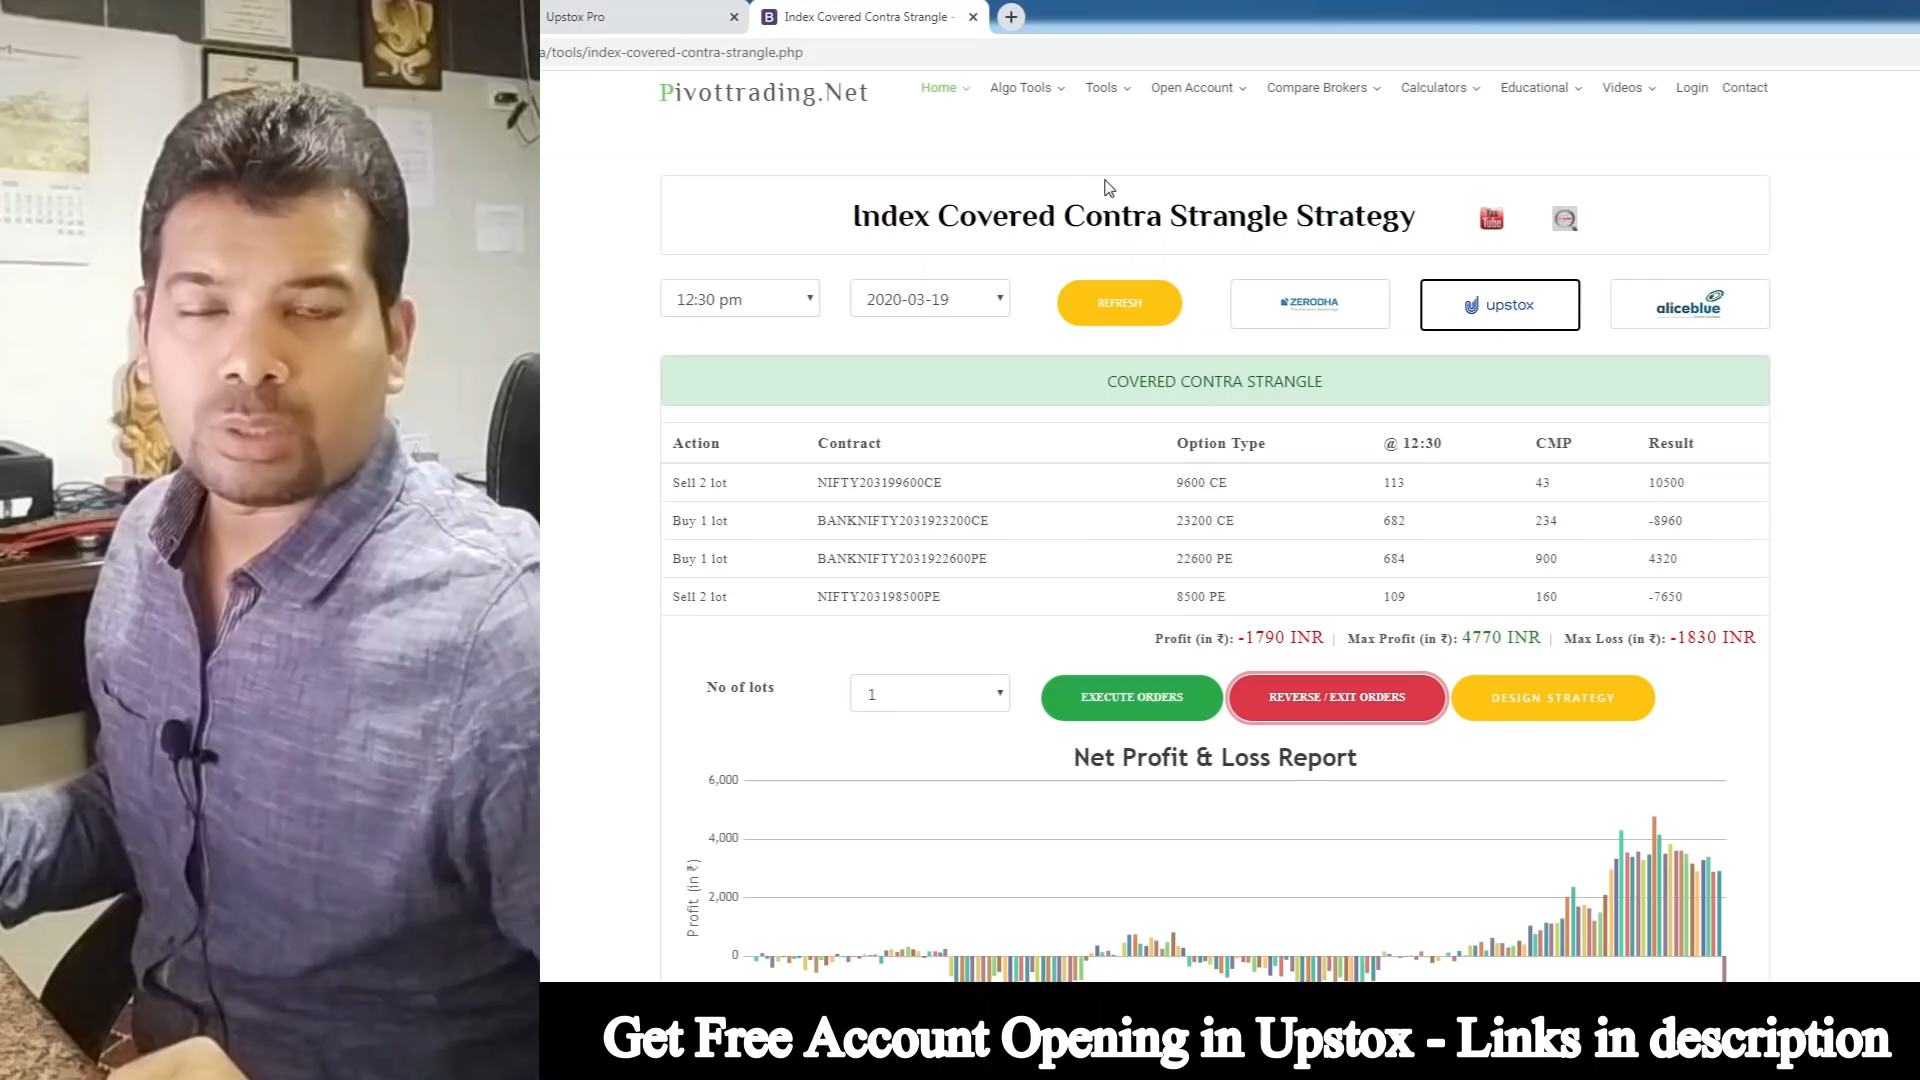 Upstox Pro
Index Covered Contra Strangle -
a/tools/index-covered-contra-strangle.php
Pivottrading.Net
Home
Algo Tools
Tools
Open Account
Compare Brokers
Calculators
Educational
Videos
Login
Contact
Index Covered Contra Strangle Strategy
You Tube
12:30 pm
2020-03-19
REFRESH
ZERODHA
upstox
aliceblue
COVERED CONTRA STRANGLE
Action Contract Option Type @ 12:30 CMP Result
Sell 2 lot NIFTY203199600CE 9600 CE 113 43 10500
Buy 1 lot BANKNIFTY2031923200CE 23200 CE 682 234 -8960
Buy 1 lot BANKNIFTY2031922600PE 22600 PE 684 900 4320
Sell 2 lot NIFTY203198500PE 8500 PE 109 160 -7650
Profit (in ₹): -1790 INR | Max Profit (in ₹): 4770 INR | Max Loss (in ₹): -1830 INR
No of lots
1
EXECUTE ORDERS
REVERSE / EXIT ORDERS
DESIGN STRATEGY
Net Profit & Loss Report
6,000
4,000
2,000
0
Profit (in ₹)
Get Free Account Opening in Upstox - Links in description